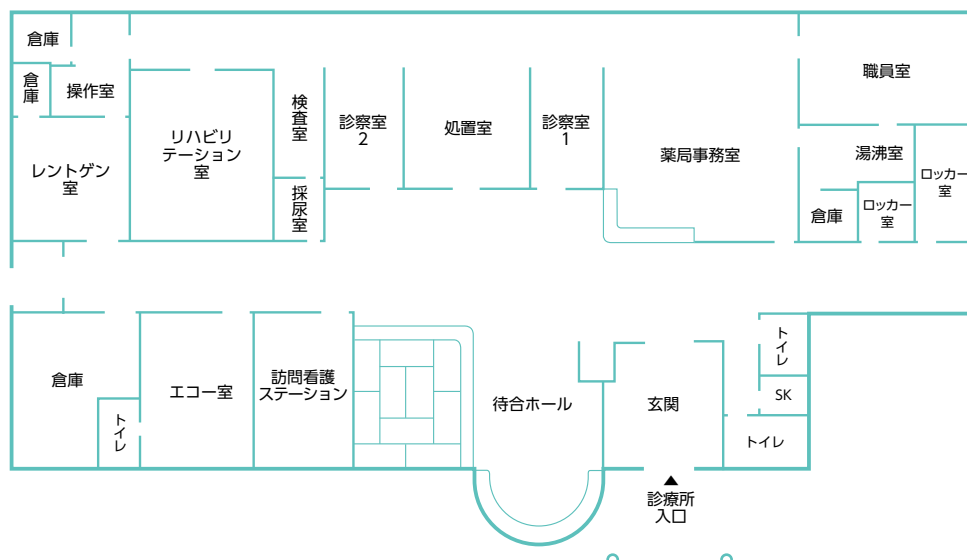 倉庫
倉庫
操作室
レントゲン
室
リハビリ
テーション
室
検査室
採尿室
診察室
2
処置室
診察室
1
薬局事務室
職員室
湯沸室
ロッカー
室
ロッカー
室
倉庫
倉庫
トイレ
エコー室
訪問看護
ステーション
待合ホール
玄関
トイレ
SK
トイレ
▲
診療所
入口